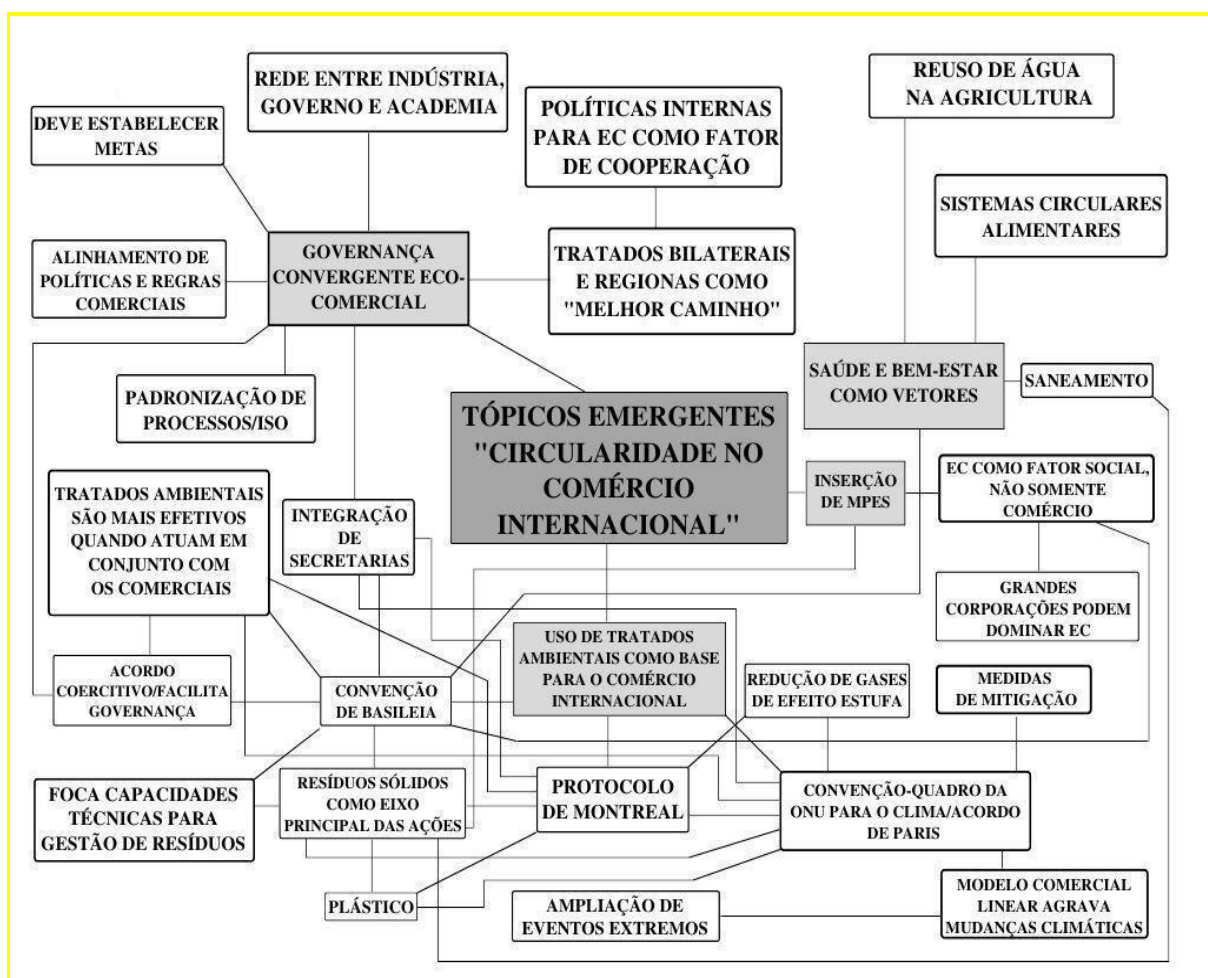 REDE ENTRE INDÚSTRIA,
GOVERNO E ACADEMIA
REUSO DE ÁGUA
NA AGRICULTURA
DEVE ESTABELECER
METAS
POLÍTICAS INTERNAS
PARA EC COMO FATOR
DE COOPERAÇÃO
SISTEMAS CIRCULARES
ALIMENTARES
ALINHAMENTO DE
POLÍTICAS E REGRAS
COMERCIAIS
GOVERNANÇA
CONVERGENTE ECO-
COMERCIAL
TRATADOS BILATERAIS
E REGIONAS COMO
"MELHOR CAMINHO"
SAÚDE E BEM-ESTAR
COMO VETORES
SANEAMENTO
PADRONIZAÇÃO DE
PROCESSOS/ISO
TÓPICOS EMERGENTES
"CIRCULARIDADE NO
COMÉRCIO
INTERNACIONAL"
INSERÇÃO
DE MPES
EC COMO FATOR SOCIAL,
NÃO SOMENTE
COMÉRCIO
TRATADOS AMBIENTAIS
SÃO MAIS EFETIVOS
QUANDO ATUAM EM
CONJUNTO COM
OS COMERCIAIS
INTEGRAÇÃO
DE
SECRETARIAS
GRANDES
CORPORAÇÕES PODEM
DOMINAR EC
USO DE TRATADOS
AMBIENTAIS COMO BASE
PARA O COMÉRCIO
INTERNACIONAL
ACORDO
COERCITIVO/FACILITA
GOVERNANÇA
CONVENÇÃO
DE BASILEIA
REDUÇÃO DE GASES
DE EFEITO ESTUFA
MEDIDAS
DE MITIGAÇÃO
FOCA CAPACIDADES
TÉCNICAS PARA
GESTÃO DE RESÍDUOS
RESÍDUOS SÓLIDOS
COMO EIXO
PRINCIPAL DAS AÇÕES
PROTOCOLO
DE MONTREAL
CONVENÇÃO-QUADRO DA
ONU PARA O CLIMA/ACORDO
DE PARIS
PLÁSTICO
AMPLIAÇÃO DE
EVENTOS EXTREMOS
MODELO COMERCIAL
LINEAR AGRAVA
MUDANÇAS CLIMÁTICAS